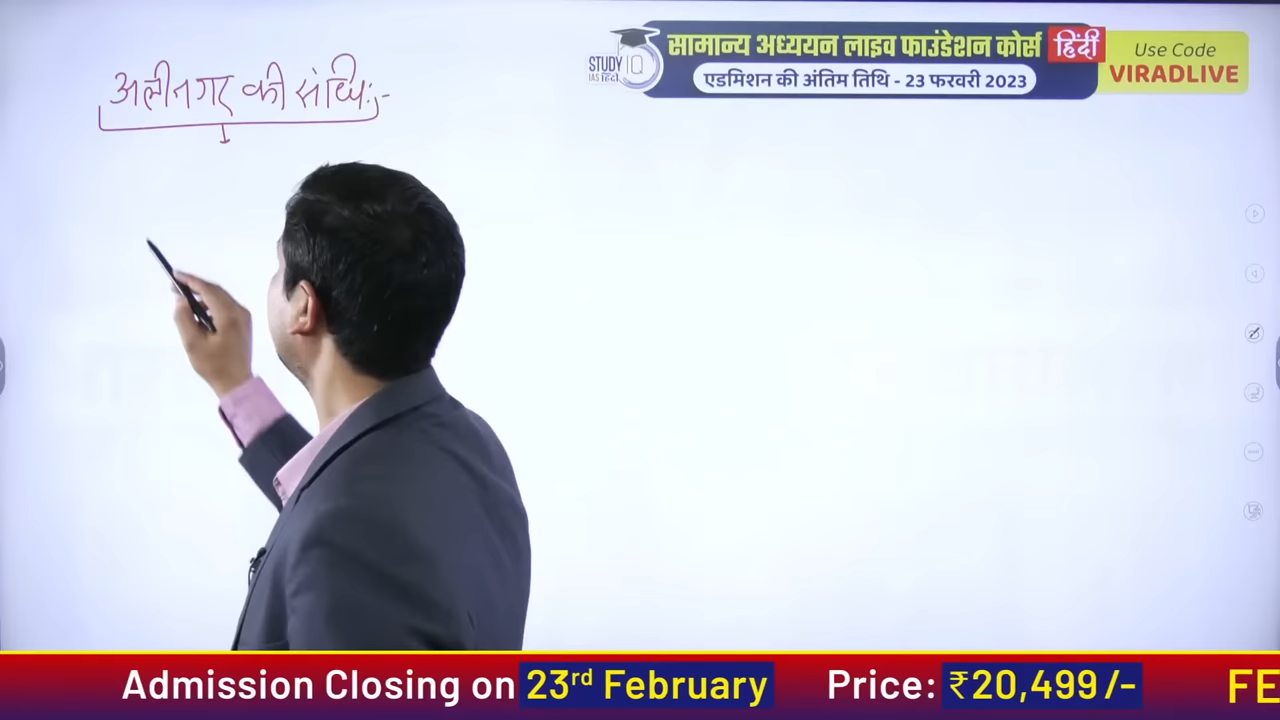 अलीनगर की संधि:-
STUDY IQ
IAS हिंदी
सामान्य अध्ययन लाइव फाउंडेशन कोर्स हिंदी
एडमिशन की अंतिम तिथि - 23 फरवरी 2023
Use Code
VIRADLIVE
Admission Closing on 23rd February Price: ₹20,499/- FE